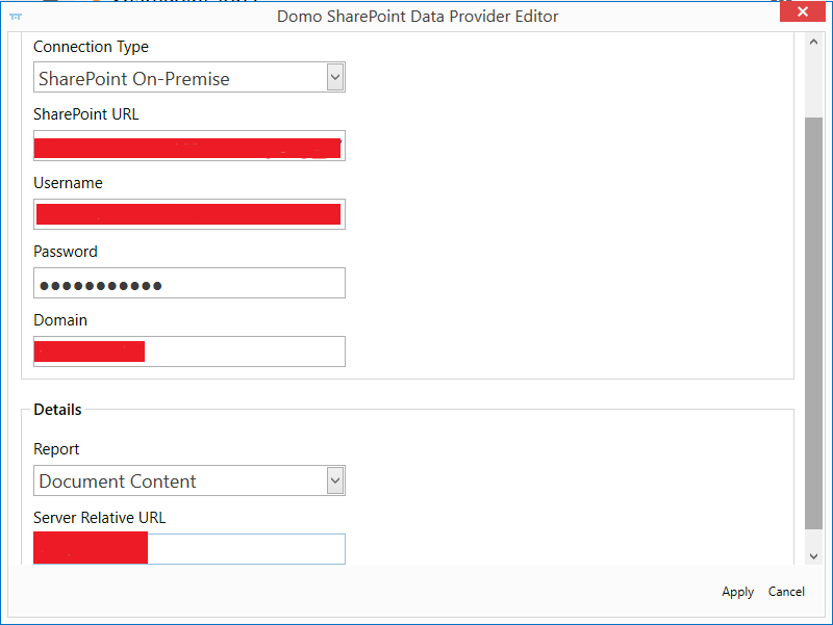 Domo SharePoint Data Provider Editor
Connection Type
SharePoint On-Premise
SharePoint URL
Username
Password
●●●●●●●●●●●
Domain
Details
Report
Document Content
Server Relative URL
Apply Cancel